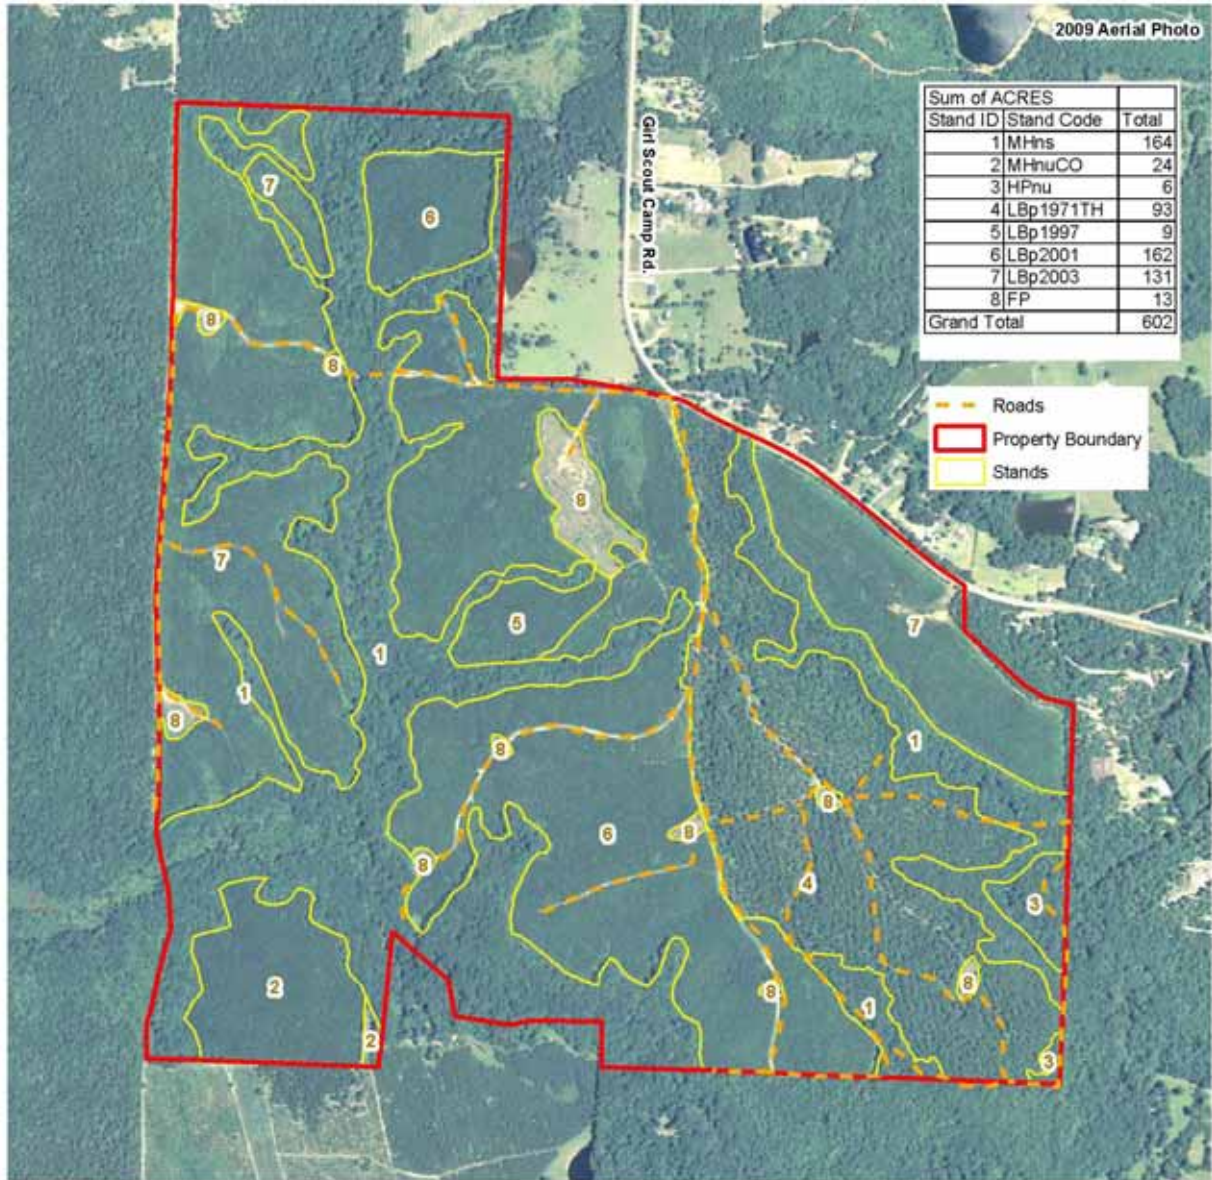 2009 Aerial Photo
Sum of ACRES
Stand ID Stand Code Total
1 MHns 164
2 MHnuCO 24
3 HPnu 6
4 LBp1971TH 93
5 LBp1997 9
6 LBp2001 162
7 LBp2003 131
8 FP 13
Grand Total 602
Girl Scout Camp Rd.
Roads
Property Boundary
Stands
7
6
8
8
8
7
5
7
1
1
8
1
8
8
8
6
8
4
3
2
8
8
1
2
3